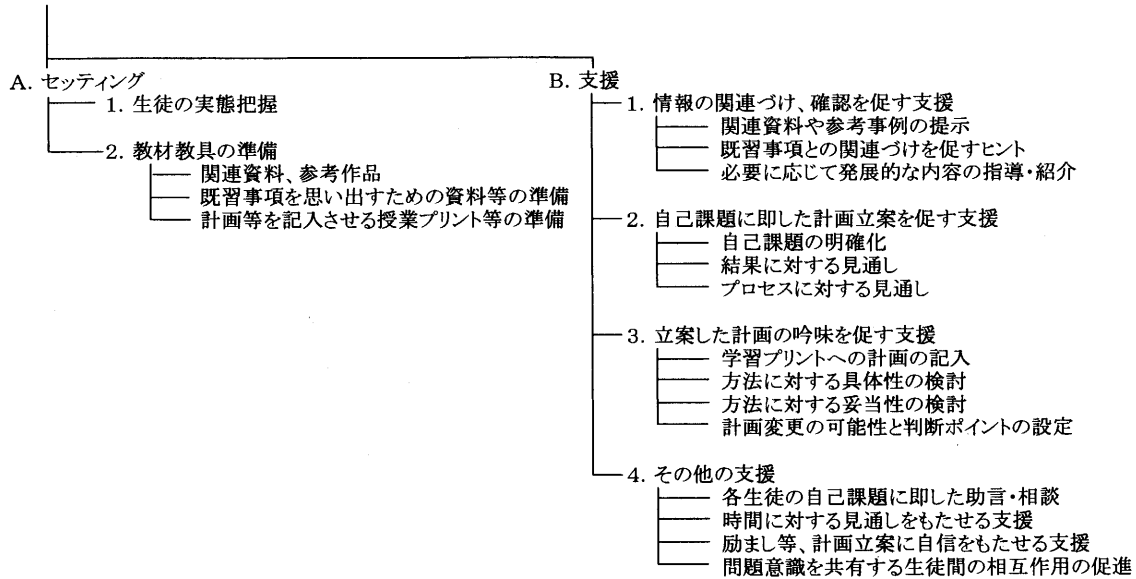 A. セッティング
1. 生徒の実態把握
2. 教材教具の準備
関連資料、参考作品
既習事項を思い出すための資料等の準備
計画等を記入させる授業プリント等の準備
B. 支援
1. 情報の関連づけ、確認を促す支援
関連資料や参考事例の提示
既習事項との関連づけを促すヒント
必要に応じて発展的な内容の指導・紹介
2. 自己課題に即した計画立案を促す支援
自己課題の明確化
結果に対する見通し
プロセスに対する見通し
3. 立案した計画の吟味を促す支援
学習プリントへの計画の記入
方法に対する具体性の検討
方法に対する妥当性の検討
計画変更の可能性と判断ポイントの設定
4. その他の支援
各生徒の自己課題に即した助言・相談
時間に対する見通しをもたせる支援
励まし等、計画立案に自信をもたせる支援
問題意識を共有する生徒間の相互作用の促進